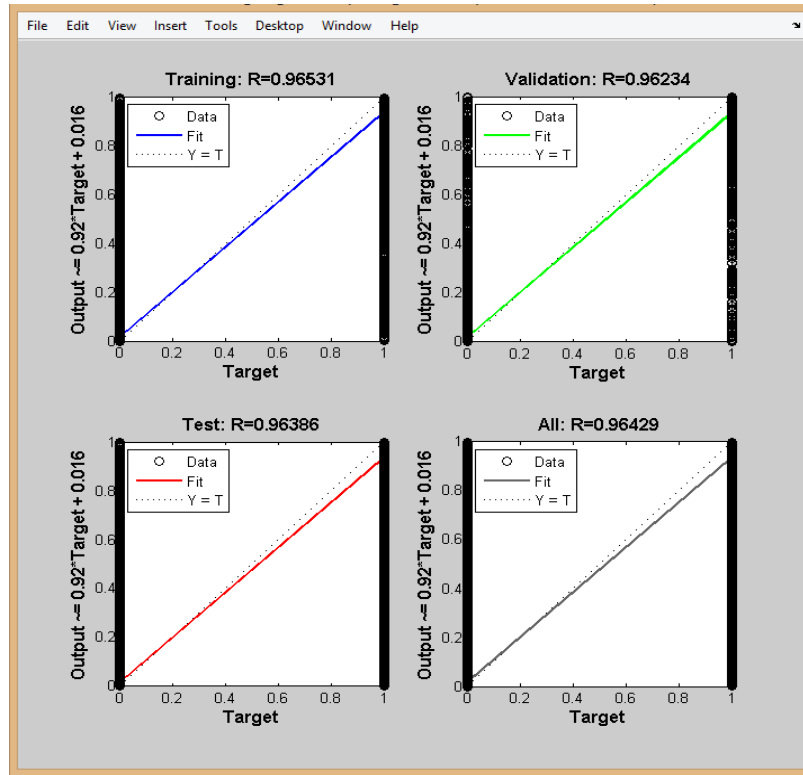 File Edit View Insert Tools Desktop Window Help
Training: R=0.96531
Output ~= 0.92*Target + 0.016
1
0.8
0.6
0.4
0.2
0
Data
Fit
Y = T
0 0.2 0.4 0.6 0.8 1
Target
Validation: R=0.96234
Output ~= 0.92*Target + 0.016
1
0.8
0.6
0.4
0.2
0
Data
Fit
Y = T
0 0.2 0.4 0.6 0.8 1
Target
Test: R=0.96386
Output ~= 0.92*Target + 0.016
1
0.8
0.6
0.4
0.2
0
Data
Fit
Y = T
0 0.2 0.4 0.6 0.8 1
Target
All: R=0.96429
Output ~= 0.92*Target + 0.016
1
0.8
0.6
0.4
0.2
0
Data
Fit
Y = T
0 0.2 0.4 0.6 0.8 1
Target